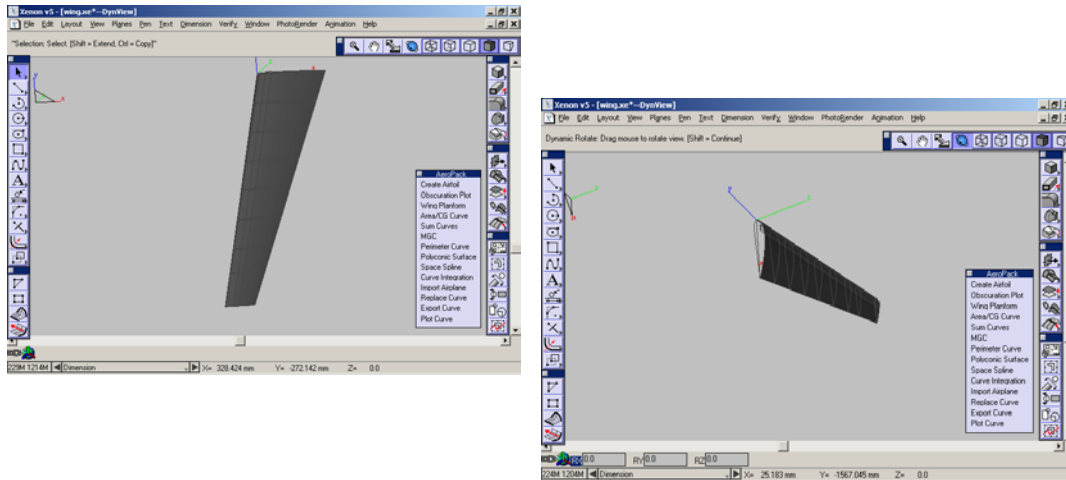 Xenon v5 - [wing.xe*--DynView]
File Edit Layout View Planes Pen Text Dimension Verify Window PhotoRender Animation Help
"Selection: Select. [Shift = Extend, Ctrl = Copy]"
y
x
AeroPack
Create Airfoil
Obscuration Plot
Wing Planform
Area/CG Curve
Sum Curves
MGC
Perimeter Curve
Polyconic Surface
Space Spline
Curve Integration
Import Airplane
Replace Curve
Export Curve
Plot Curve
229M 1214M Dimension X= 328.424 mm Y= -272.142 mm Z= 0.0
Xenon v5 - [wing.xe*--DynView]
File Edit Layout View Planes Pen Text Dimension Verify Window PhotoRender Animation Help
Dynamic Rotate: Drag mouse to rotate view. [Shift = Continue]
y
z
AeroPack
Create Airfoil
Obscuration Plot
Wing Planform
Area/CG Curve
Sum Curves
MGC
Perimeter Curve
Polyconic Surface
Space Spline
Curve Integration
Import Airplane
Replace Curve
Export Curve
Plot Curve
RX 0.0 RY 0.0 RZ 0.0
224M 1204M Dimension X= 25.183 mm Y= -1567.045 mm Z= 0.0